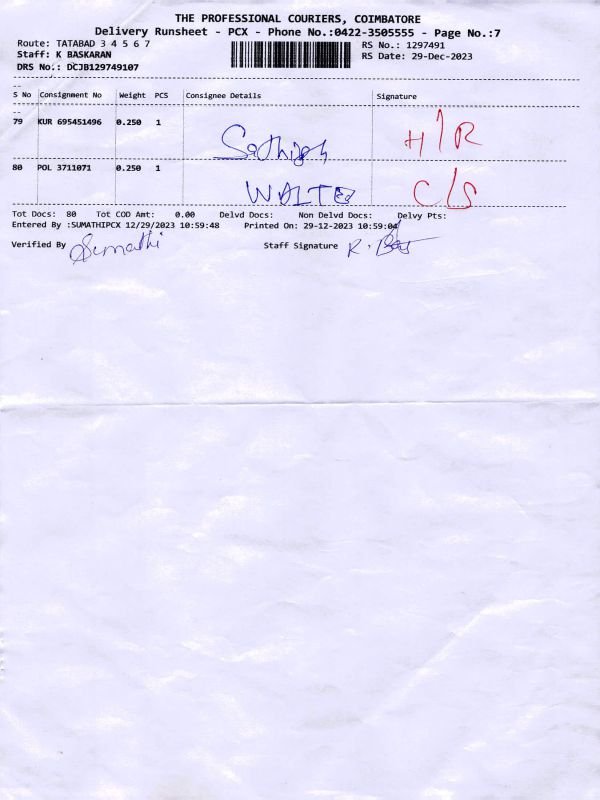 THE PROFESSIONAL COURIERS, COIMBATORE
Delivery Runsheet - PCX - Phone No.:0422-3505555 - Page No.:7
Route: TATABAD 3 4 5 6 7 RS No.: 1297491
Staff: K BASKARAN RS Date: 29-Dec-2023
DRS No.: DCJB129749107
S No Consignment No Weight PCS Consignee Details Signature
79 KUR 695451496 0.250 1 Sathish H/R
80 POL 3711071 0.250 1 WALTER C/S
Tot Docs: 80 Tot COD Amt: 0.00 Delvd Docs: Non Delvd Docs: Delvy Pts:
Entered By :SUMATHIPCX 12/29/2023 10:59:48 Printed On: 29-12-2023 10:59:04
Verified By Sumathi Staff Signature